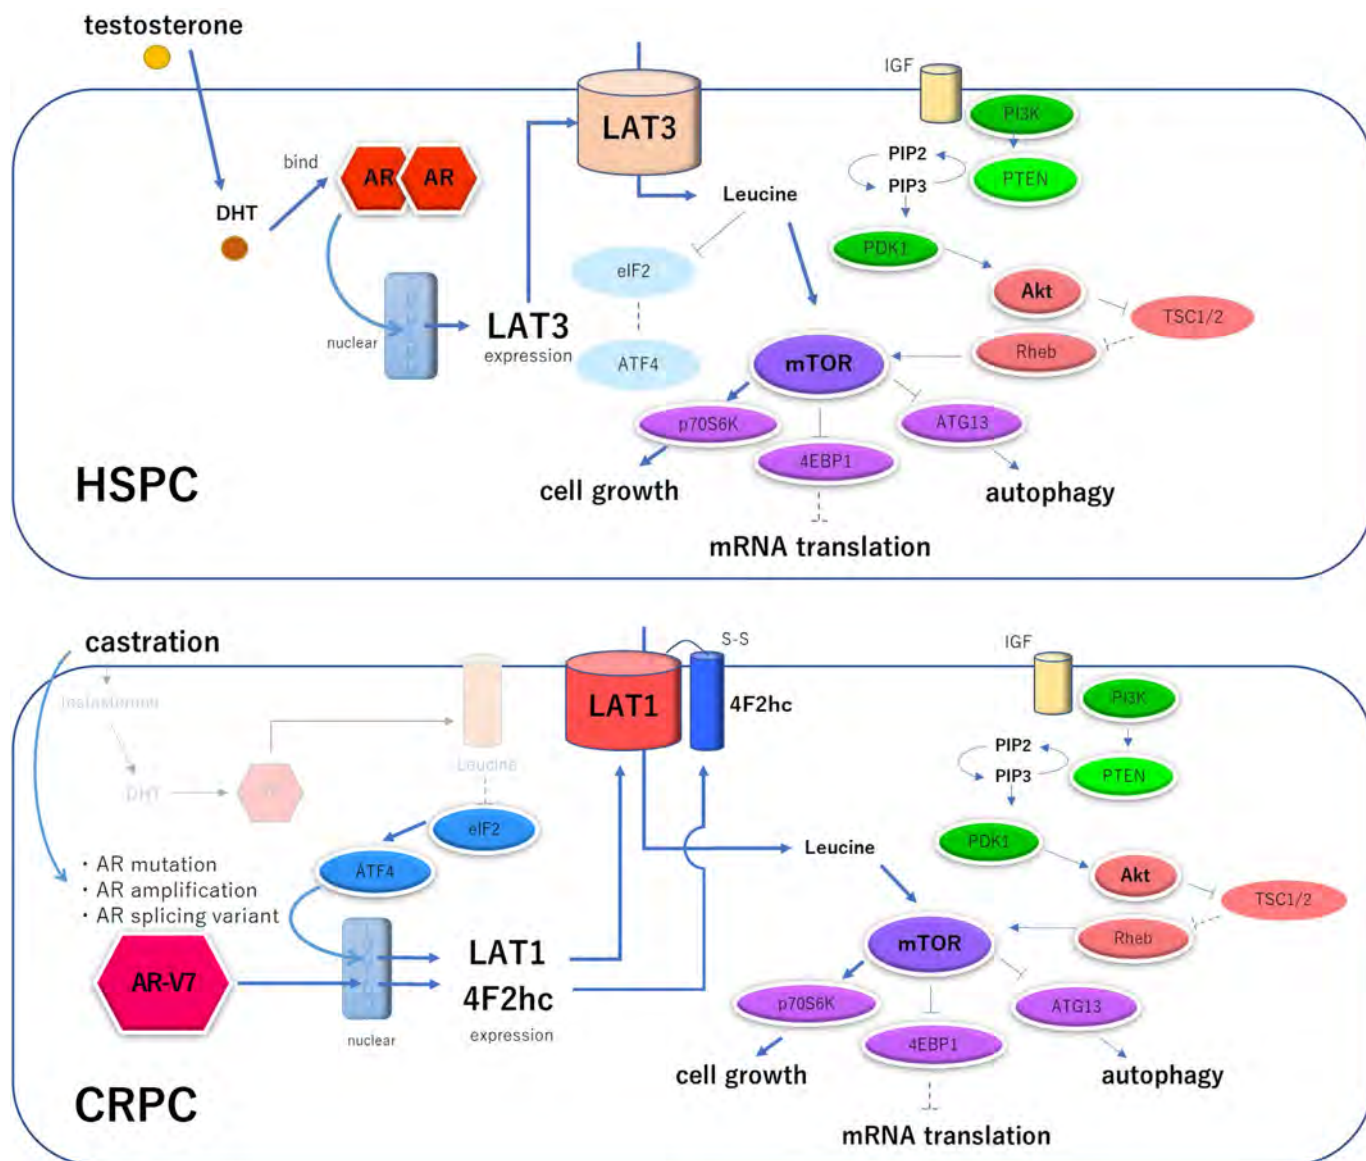 testosterone
IGF
PI3K
LAT3
bind
AR
AR
PIP2
PTEN
PIP3
DHT
Leucine
PDK1
eIF2
Akt
TSC1/2
LAT3
nuclear
expression
Rheb
ATF4
mTOR
p70S6K
ATG13
4EBP1
HSPC
cell growth
autophagy
mRNA translation
castration
S-S
IGF
LAT1
4F2hc
PI3K
testosterone
PIP2
Leucine
PIP3
PTEN
DHT
eIF2
PDK1
Leucine
ATF4
Akt
・AR mutation
・AR amplification
・AR splicing variant
TSC1/2
Rheb
mTOR
LAT1
AR-V7
4F2hc
p70S6K
ATG13
expression
nuclear
4EBP1
cell growth
autophagy
CRPC
mRNA translation